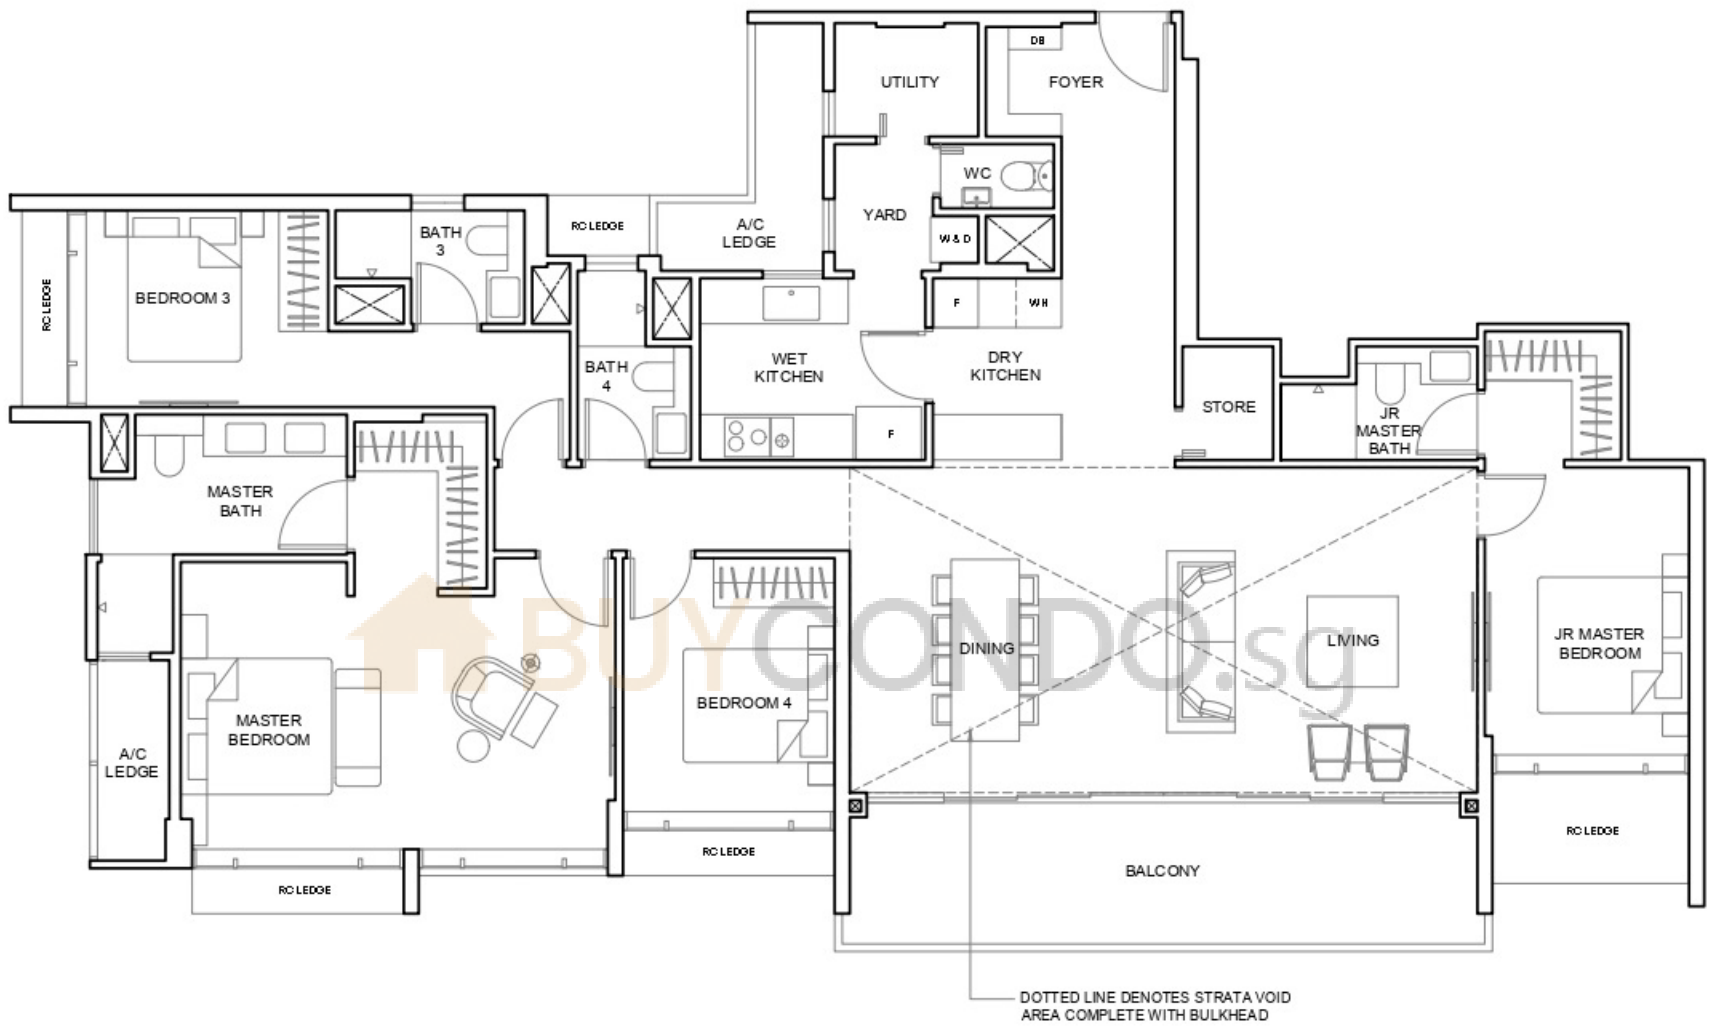 DB
UTILITY
FOYER
WC
YARD
A/C
LEDGE
RC LEDGE
W & D
BATH
3
BEDROOM 3
RC LEDGE
F
WH
WET
KITCHEN
DRY
KITCHEN
BATH
4
F
STORE
JR
MASTER
BATH
MASTER
BATH
BUYCONDO.sg
DINING
LIVING
JR MASTER
BEDROOM
BEDROOM 4
MASTER
BEDROOM
A/C
LEDGE
RC LEDGE
RC LEDGE
RC LEDGE
BALCONY
DOTTED LINE DENOTES STRATA VOID
AREA COMPLETE WITH BULKHEAD